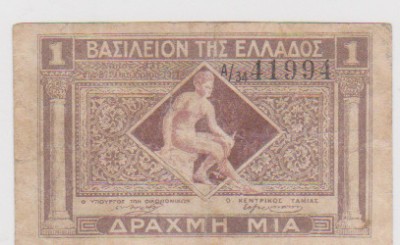 1 ΒΑΣΙΛΕΙΟΝ ΤΗΣ ΕΛΛΑΔΟΣ 1
Α/34 41994
Ο ΥΠΟΥΡΓΟΣ ΤΩΝ ΟΙΚΟΝΟΜΙΚΩΝ Ο ΚΕΝΤΡΙΚΟΣ ΤΑΜΙΑΣ
ΔΡΑΧΜΗ ΜΙΑ